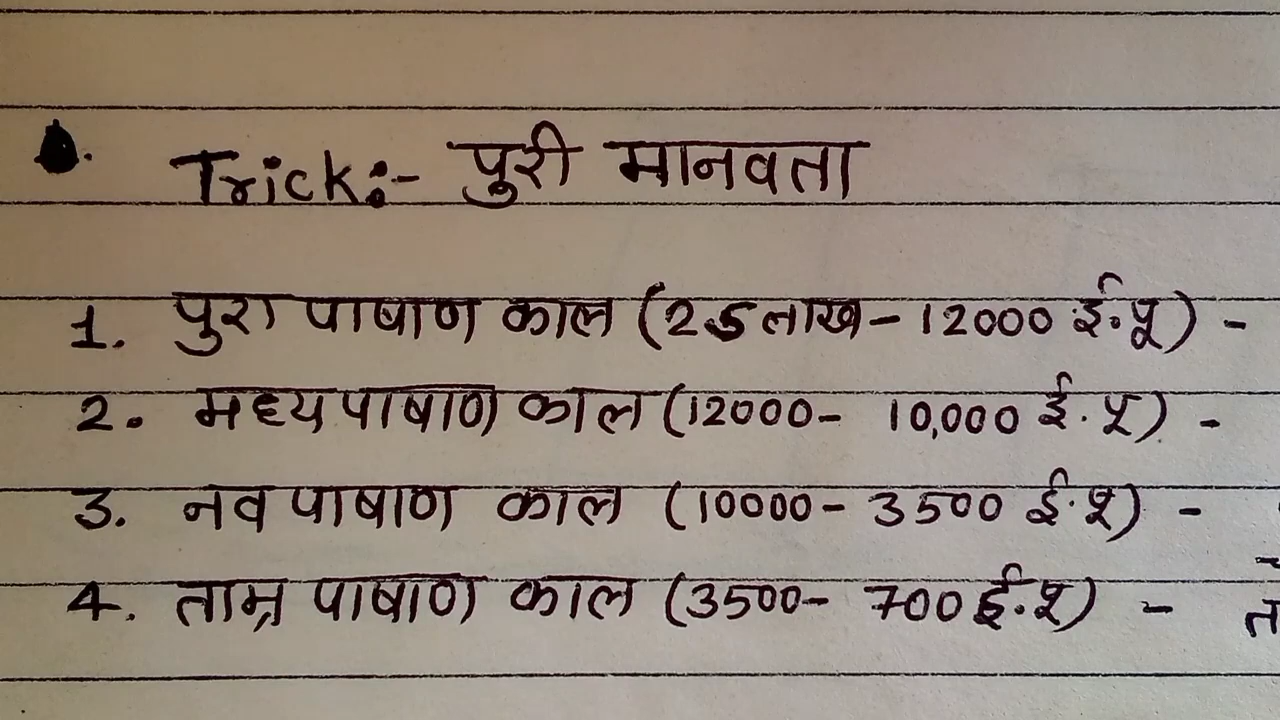 Trick:- पुरी मानवता
1. पुरा पाषाण काल (25 लाख - 12000 ई.पू) -
2. मध्य पाषाण काल (12000- 10,000 ई.पू) -
3. नव पाषाण काल (10000- 3500 ई.पू) -
4. ताम्र पाषाण काल (3500- 700 ई.पू) -